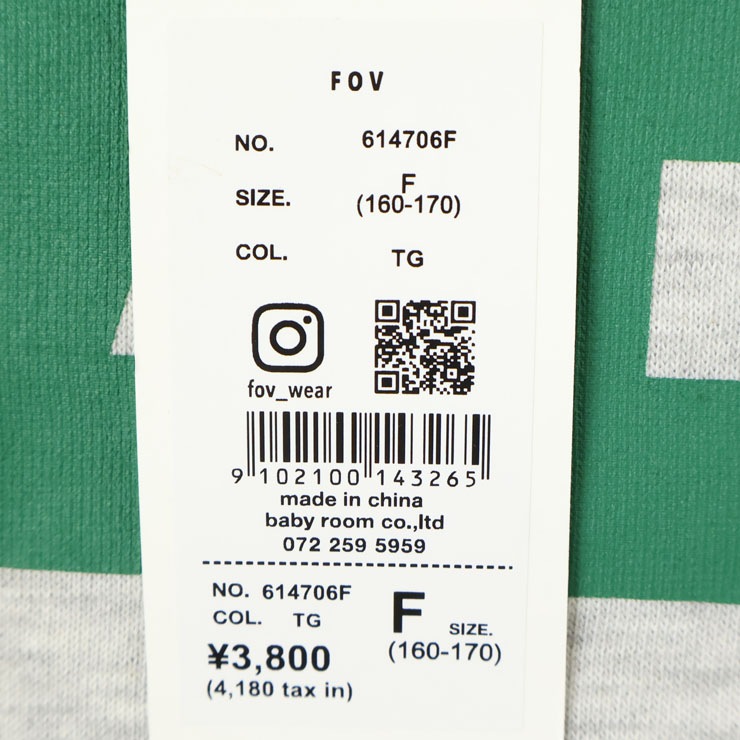 FOV
NO. 614706F
SIZE. F
(160-170)
COL. TG
fov_wear
9 102100 143265
made in china
baby room co.,ltd
072 259 5959
NO. 614706F
COL. TG
F SIZE.
¥3,800 (160-170)
(4,180 tax in)